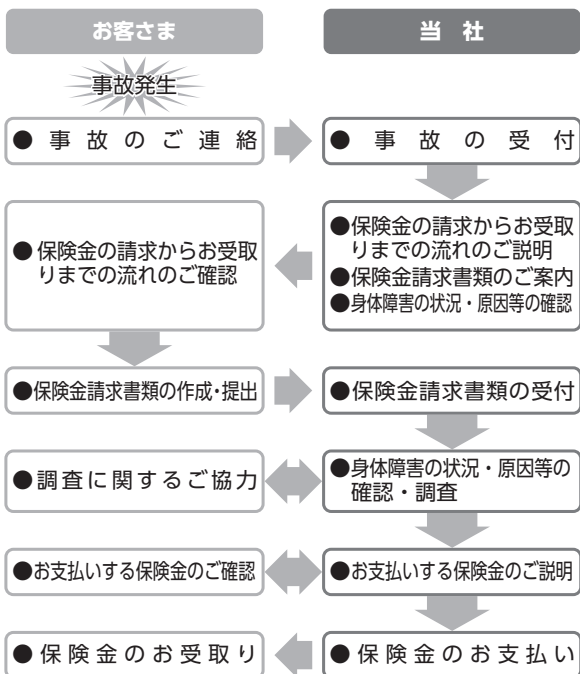 お客さま
当 社
事故発生
●事故のご連絡
●事故の受付
●保険金の請求からお受取
りまでの流れのご説明
●保険金請求書類のご案内
●身体障害の状況・原因等の確認
●保険金の請求からお受取
りまでの流れのご確認
●保険金請求書類の作成・提出
●保険金請求書類の受付
●調査に関するご協力
●身体障害の状況・原因等の
確認・調査
●お支払いする保険金のご確認
●お支払いする保険金のご説明
●保険金のお受取り
●保険金のお支払い